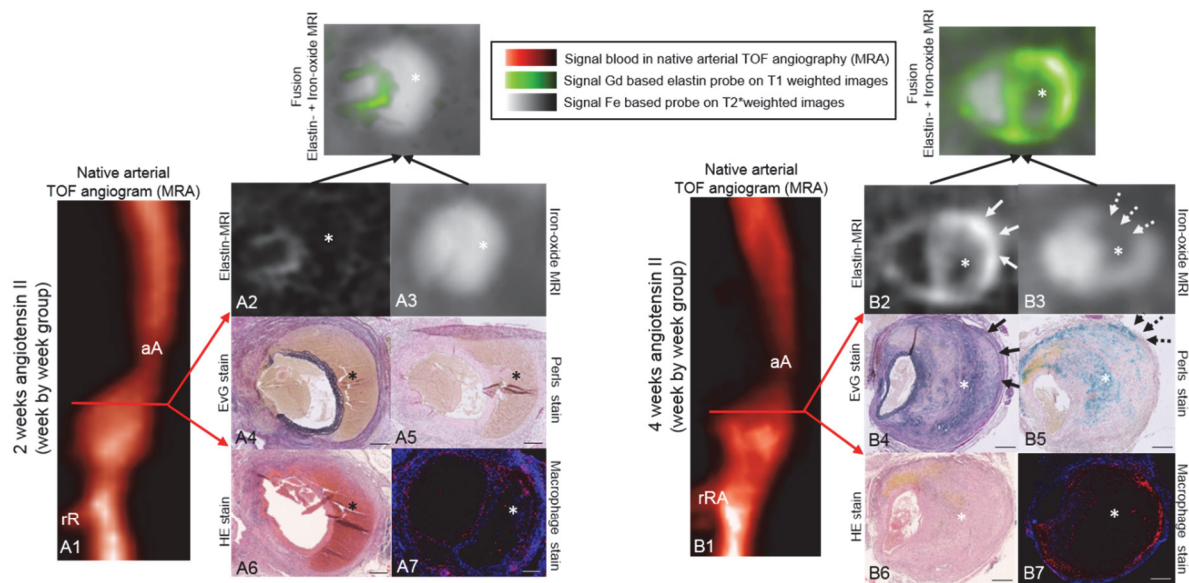 Fusion
Elastin- + Iron-oxide MRI
Signal blood in native arterial TOF angiography (MRA)
Signal Gd based elastin probe on T1 weighted images
Signal Fe based probe on T2*weighted images
Fusion
Elastin- + Iron-oxide MRI
2 weeks angiotensin II
(week by week group)
Native arterial
TOF angiogram (MRA)
aA
rR
A1
Elastin-MRI
*
A2
*
A3
Iron-oxide MRI
EvG stain
*
A4
*
A5
Perls stain
HE stain
*
A6
*
A7
Macrophage stain
4 weeks angiotensin II
(week by week group)
Native arterial
TOF angiogram (MRA)
aA
rRA
B1
Elastin-MRI
*
B2
*
B3
Iron-oxide MRI
EvG stain
*
B4
*
B5
Perls stain
HE stain
*
B6
*
B7
Macrophage stain
*
*